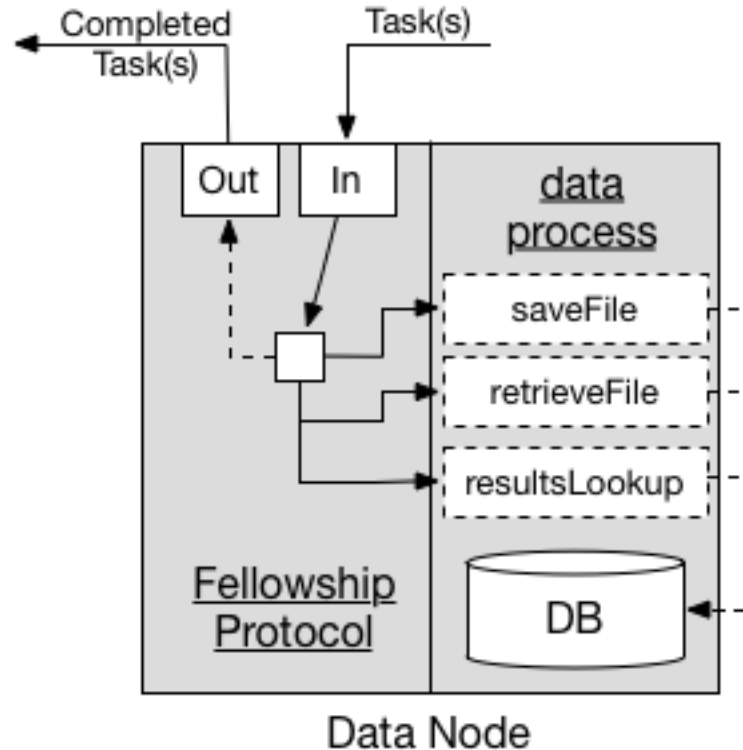 Completed
Task(s)
Task(s)
Out
In
data
process
saveFile
retrieveFile
resultsLookup
Fellowship
Protocol
DB
Data Node